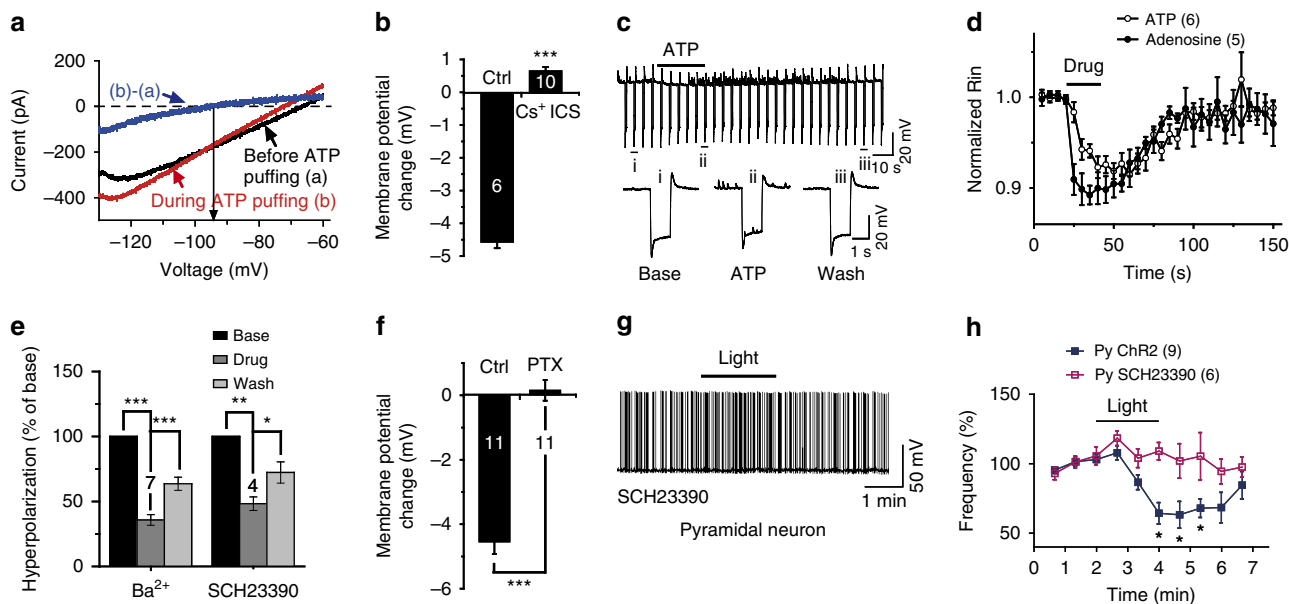 a
200
0
−200
−400
Current (pA)
(b)-(a)
Before ATP
puffing (a)
During ATP puffing (b)
−120
−100
−80
−60
Voltage (mV)
b
1
0
−1
−2
−3
−4
−5
Membrane potential
change (mV)
Ctrl
***
10
Cs+ ICS
6
c
ATP
i
ii
iii
20 mV
10 s
i
ii
iii
20 mV
1 s
Base
ATP
Wash
d
ATP (6)
Adenosine (5)
Drug
1.0
0.9
Normalized Rin
0
50
100
150
Time (s)
e
Base
Drug
Wash
150
100
50
0
Hyperpolarization (% of base)
***
***
7
**
*
4
Ba2+
SCH23390
f
2
0
−2
−4
−6
Membrane potential
change (mV)
Ctrl
PTX
11
11
***
g
Light
50 mV
1 min
SCH23390
Pyramidal neuron
h
Py ChR2 (9)
Py SCH23390 (6)
Light
150
100
50
Frequency (%)
* * *
0
1
2
3
4
5
6
7
Time (min)